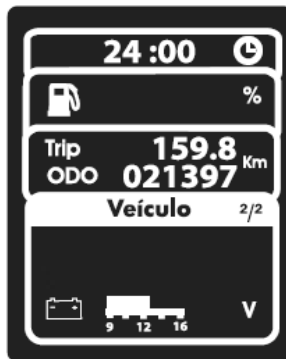 24 :00
%
Trip 159.8 Km
ODO 021397
Veículo 2/2
9 12 16 V